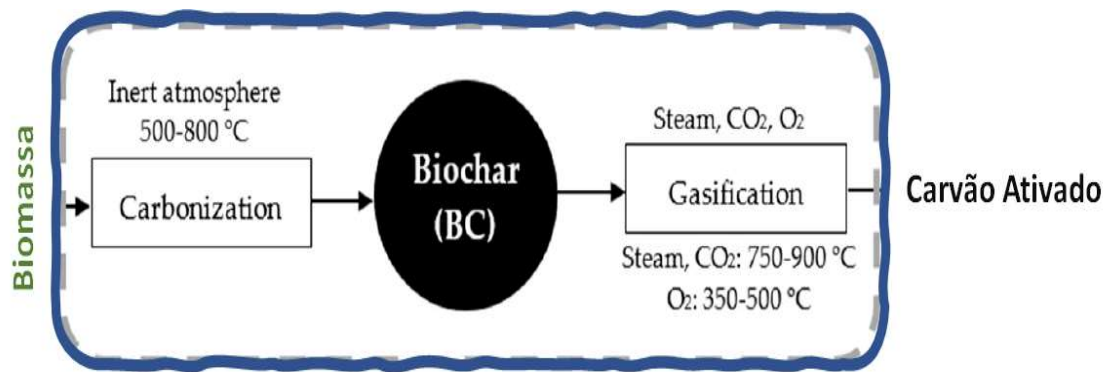 Biomassa
Inert atmosphere
500-800 °C
Carbonization
Biochar
(BC)
Steam, CO₂, O₂
Gasification
Steam, CO₂: 750-900 °C
O₂: 350-500 °C
Carvão Ativado